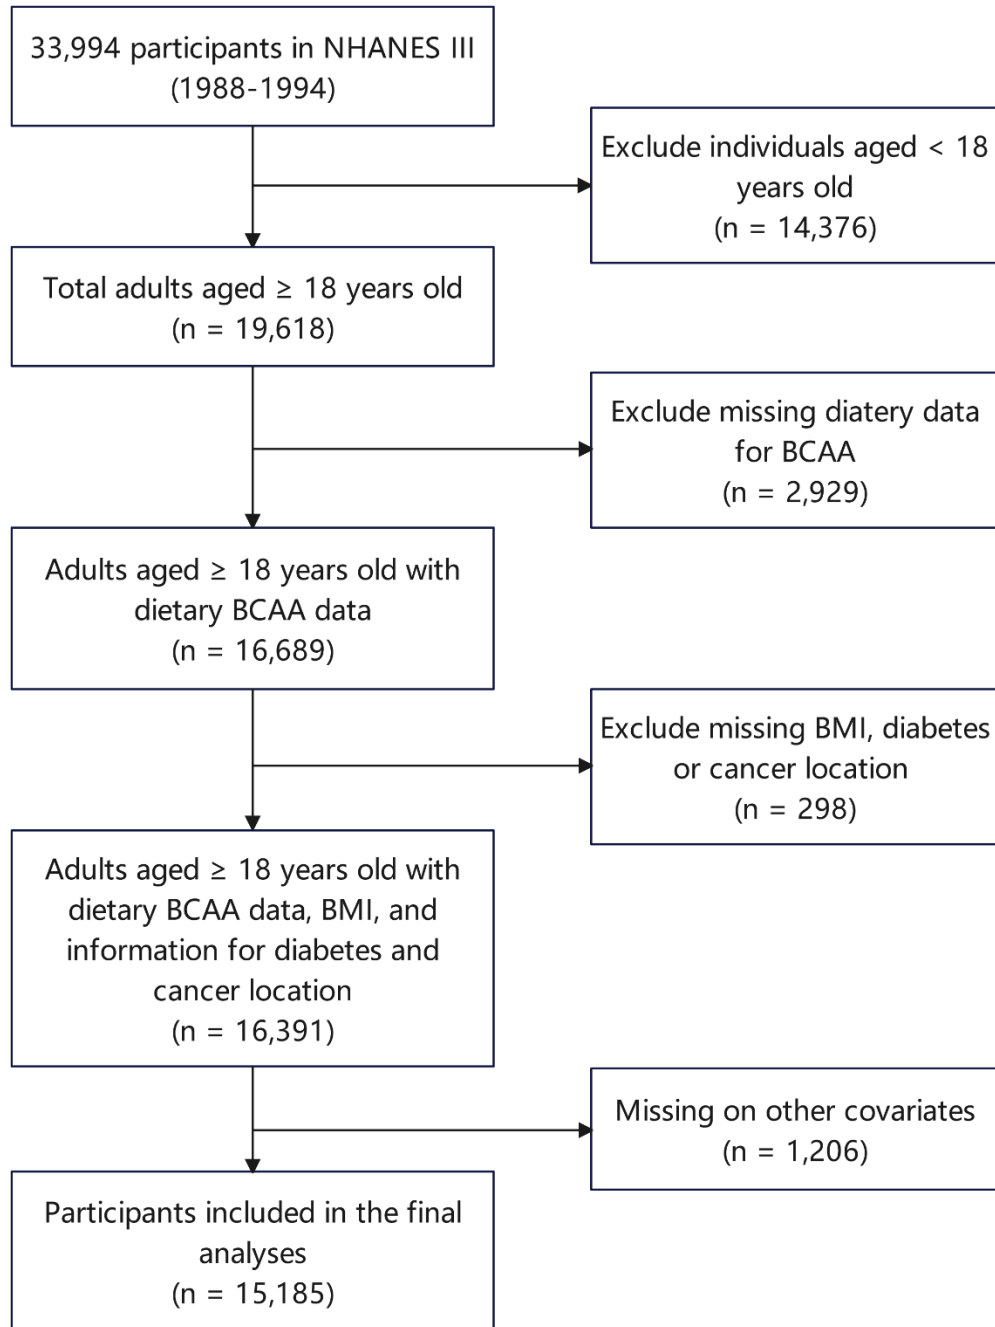 33,994 participants in NHANES III
(1988-1994)
Exclude individuals aged < 18
years old
(n = 14,376)
Total adults aged ≥ 18 years old
(n = 19,618)
Exclude missing diatery data
for BCAA
(n = 2,929)
Adults aged ≥ 18 years old with
dietary BCAA data
(n = 16,689)
Exclude missing BMI, diabetes
or cancer location
(n = 298)
Adults aged ≥ 18 years old with
dietary BCAA data, BMI, and
information for diabetes and
cancer location
(n = 16,391)
Missing on other covariates
(n = 1,206)
Participants included in the final
analyses
(n = 15,185)